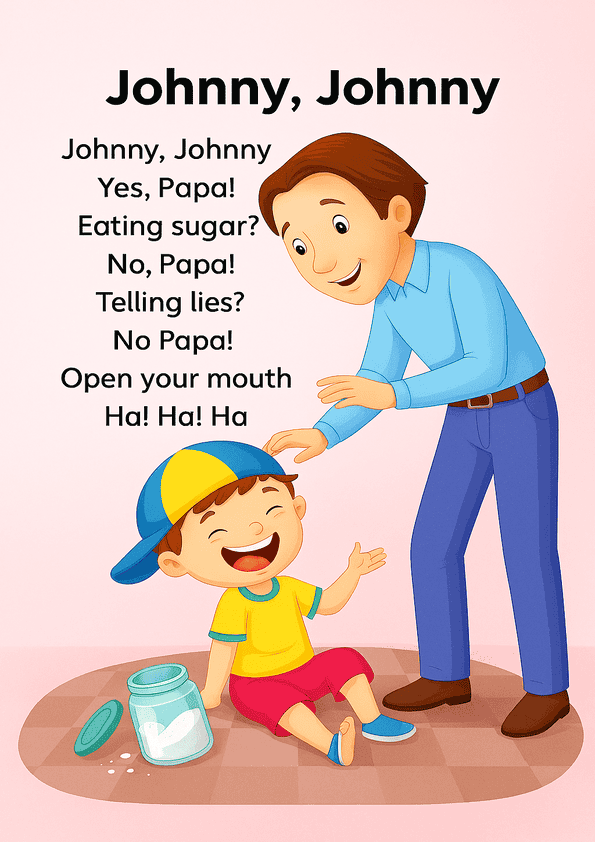 Johnny, Johnny
Johnny, Johnny
Yes, Papa!
Eating sugar?
No, Papa!
Telling lies?
No Papa!
Open your mouth
Ha! Ha! Ha